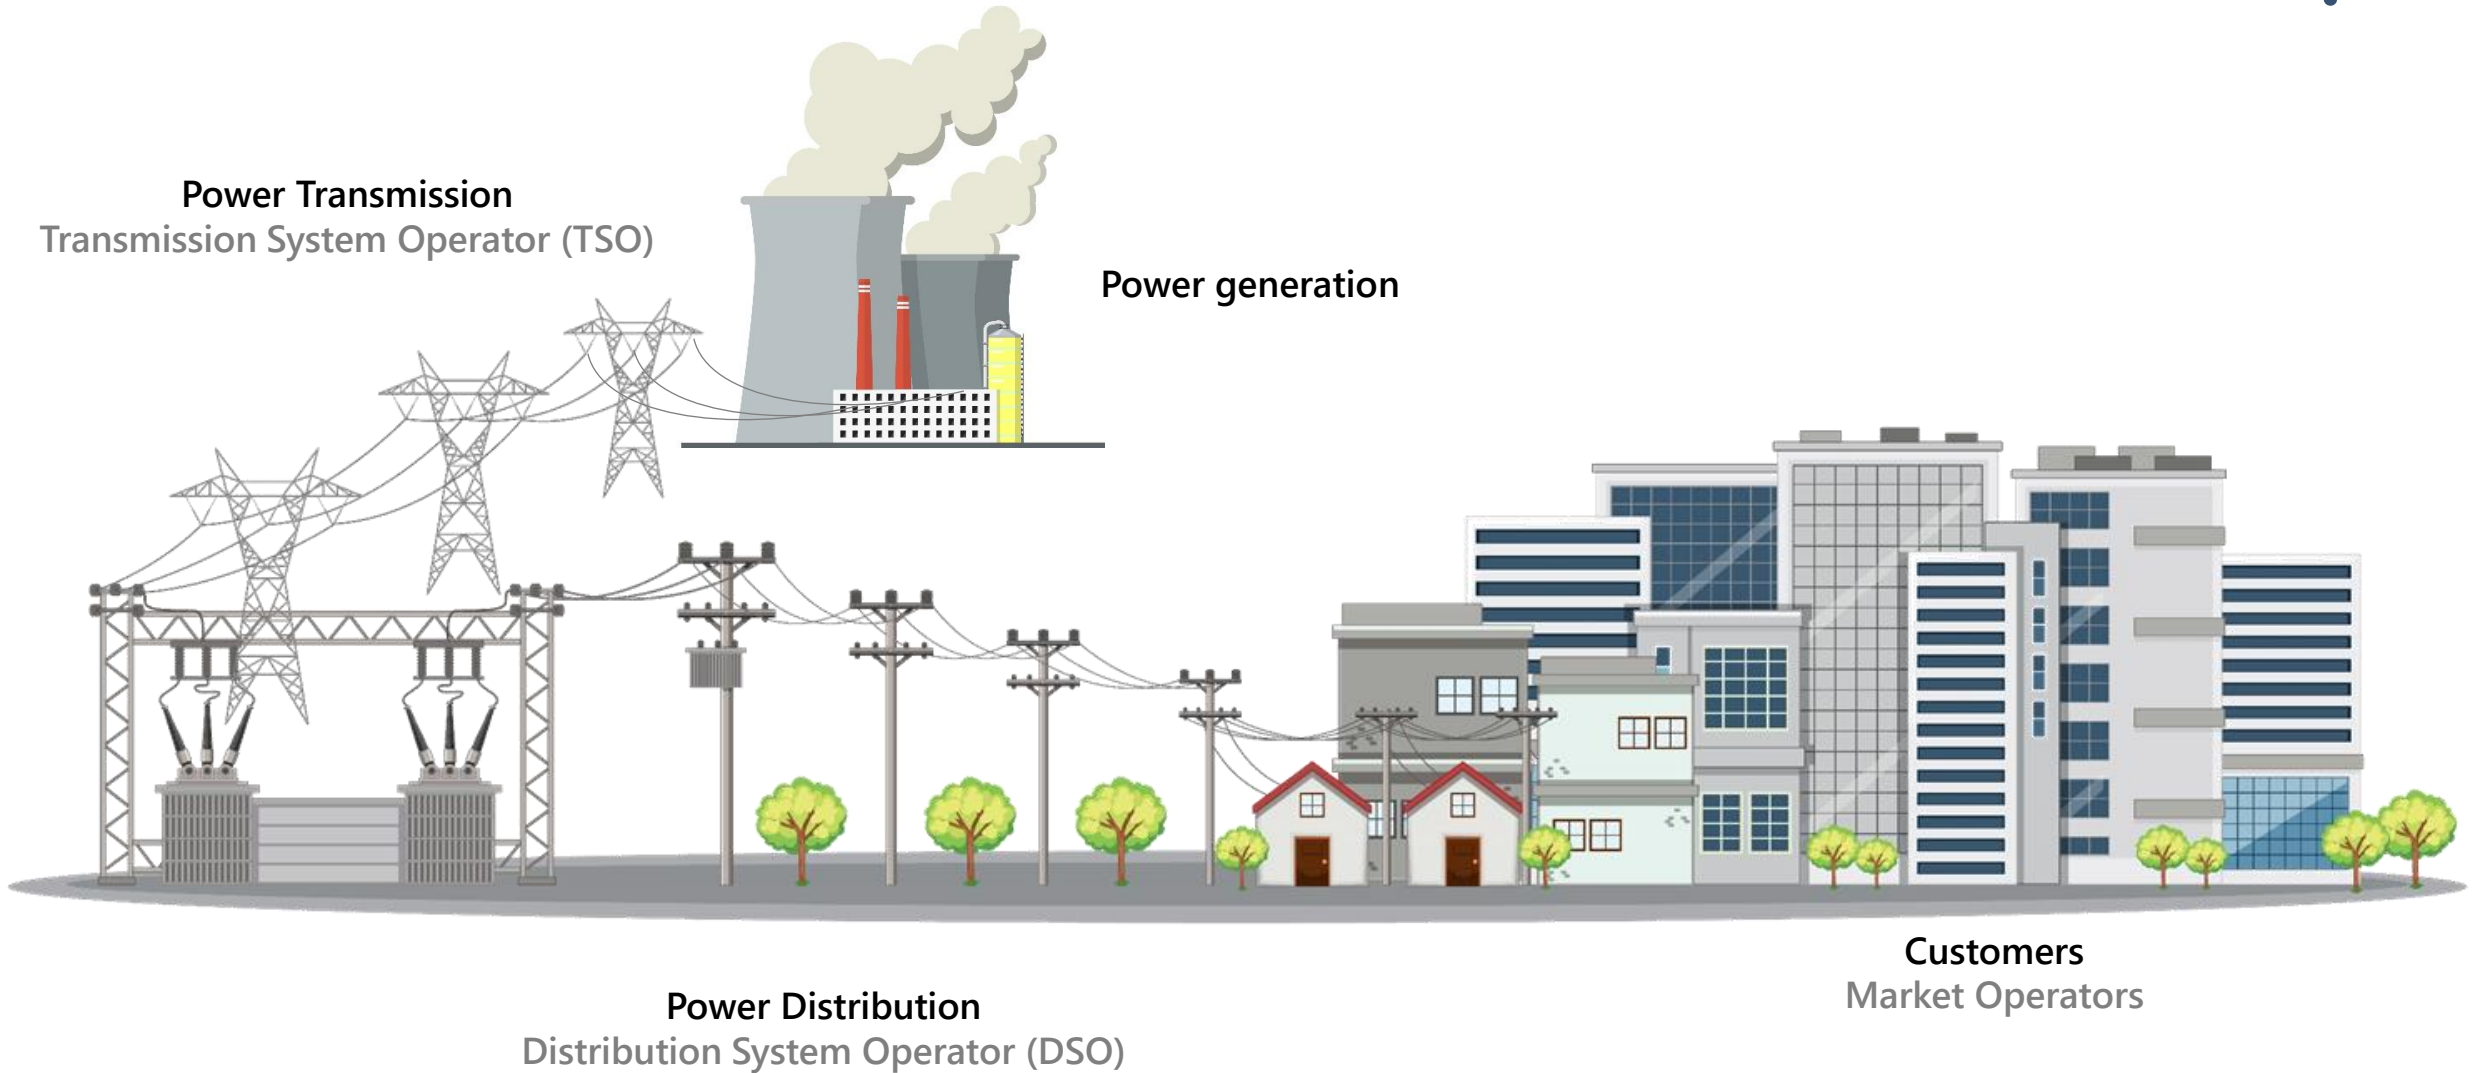 Power Transmission
Transmission System Operator (TSO)
Power generation
Customers
Market Operators
Power Distribution
Distribution System Operator (DSO)